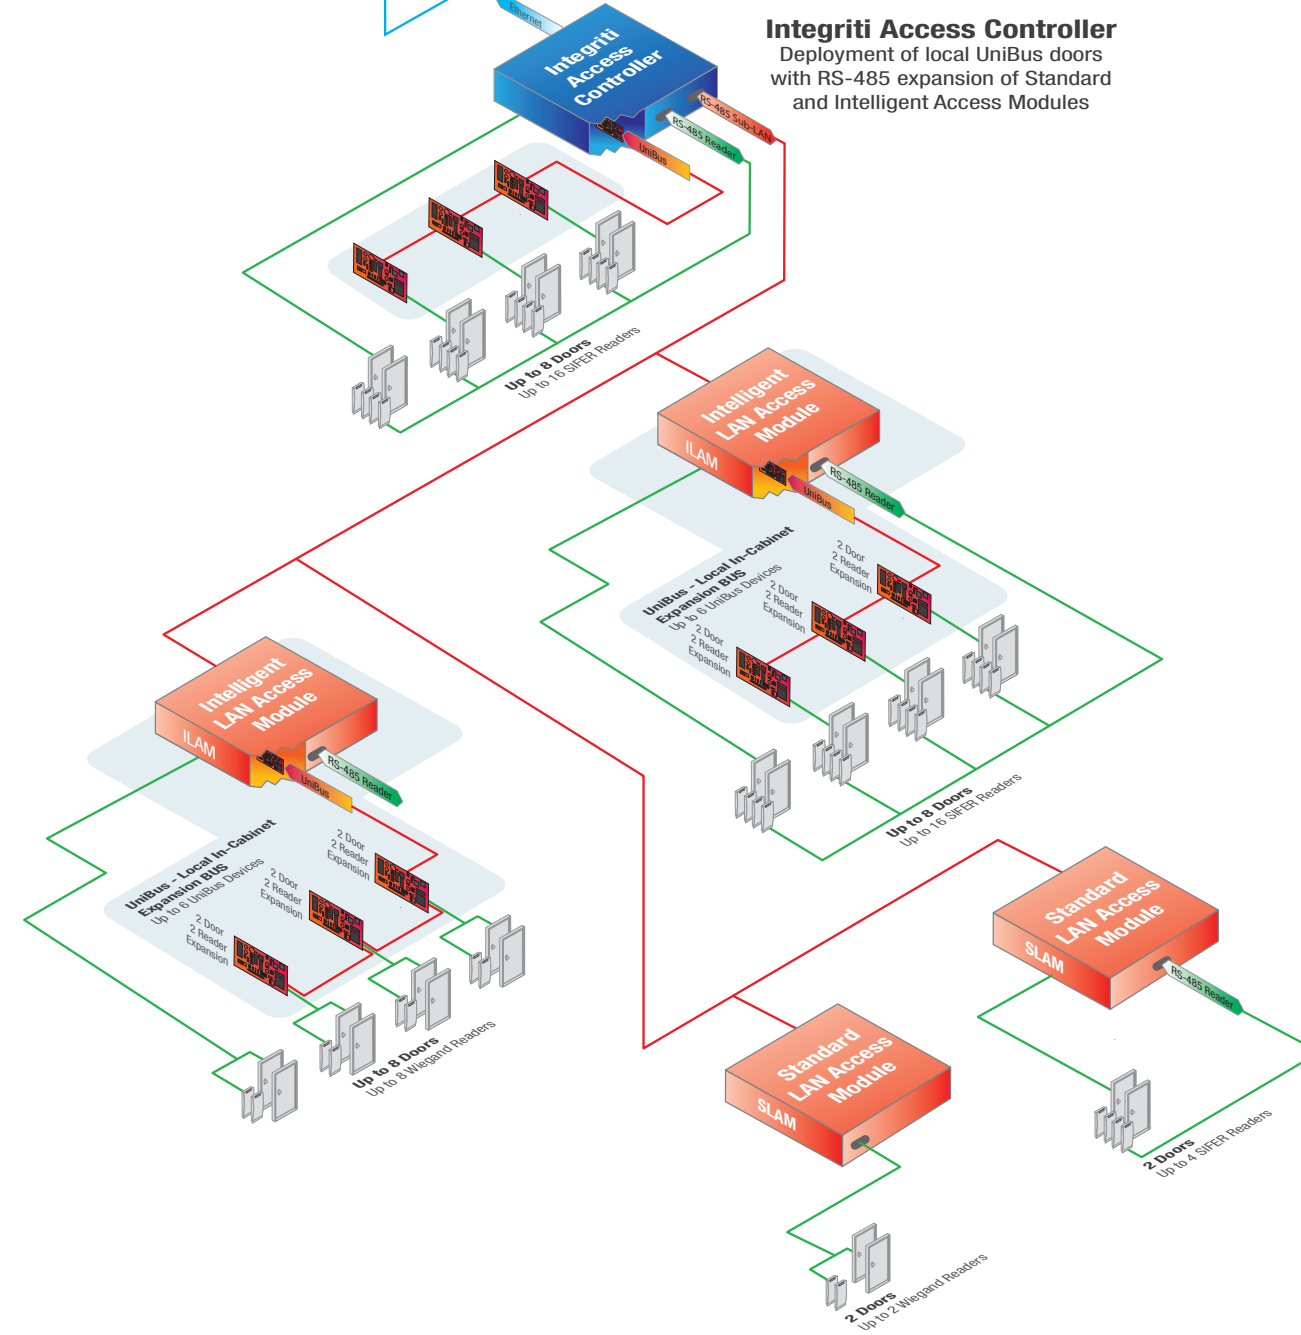 Integriti Access Controller
Deployment of local UniBus doors
with RS-485 expansion of Standard
and Intelligent Access Modules
Ethernet
Integriti
Access
Controller
RS-485 Sub-LAN
RS-485 Reader
UniBus
Up to 8 Doors
Up to 16 SIFER Readers
Intelligent
LAN Access
Module
ILAM
RS-485 Reader
UniBus
UniBus - Local In-Cabinet
Expansion BUS
Up to 6 UniBus Devices
2 Door
2 Reader
Expansion
2 Door
2 Reader
Expansion
2 Door
2 Reader
Expansion
Up to 8 Doors
Up to 16 SIFER Readers
Intelligent
LAN Access
Module
ILAM
RS-485 Reader
UniBus
UniBus - Local In-Cabinet
Expansion BUS
Up to 6 UniBus Devices
2 Door
2 Reader
Expansion
2 Door
2 Reader
Expansion
2 Door
2 Reader
Expansion
Up to 8 Doors
Up to 8 Wiegand Readers
Standard
LAN Access
Module
SLAM
RS-485 Reader
2 Doors
Up to 4 SIFER Readers
Standard
LAN Access
Module
SLAM
2 Doors
Up to 2 Wiegand Readers